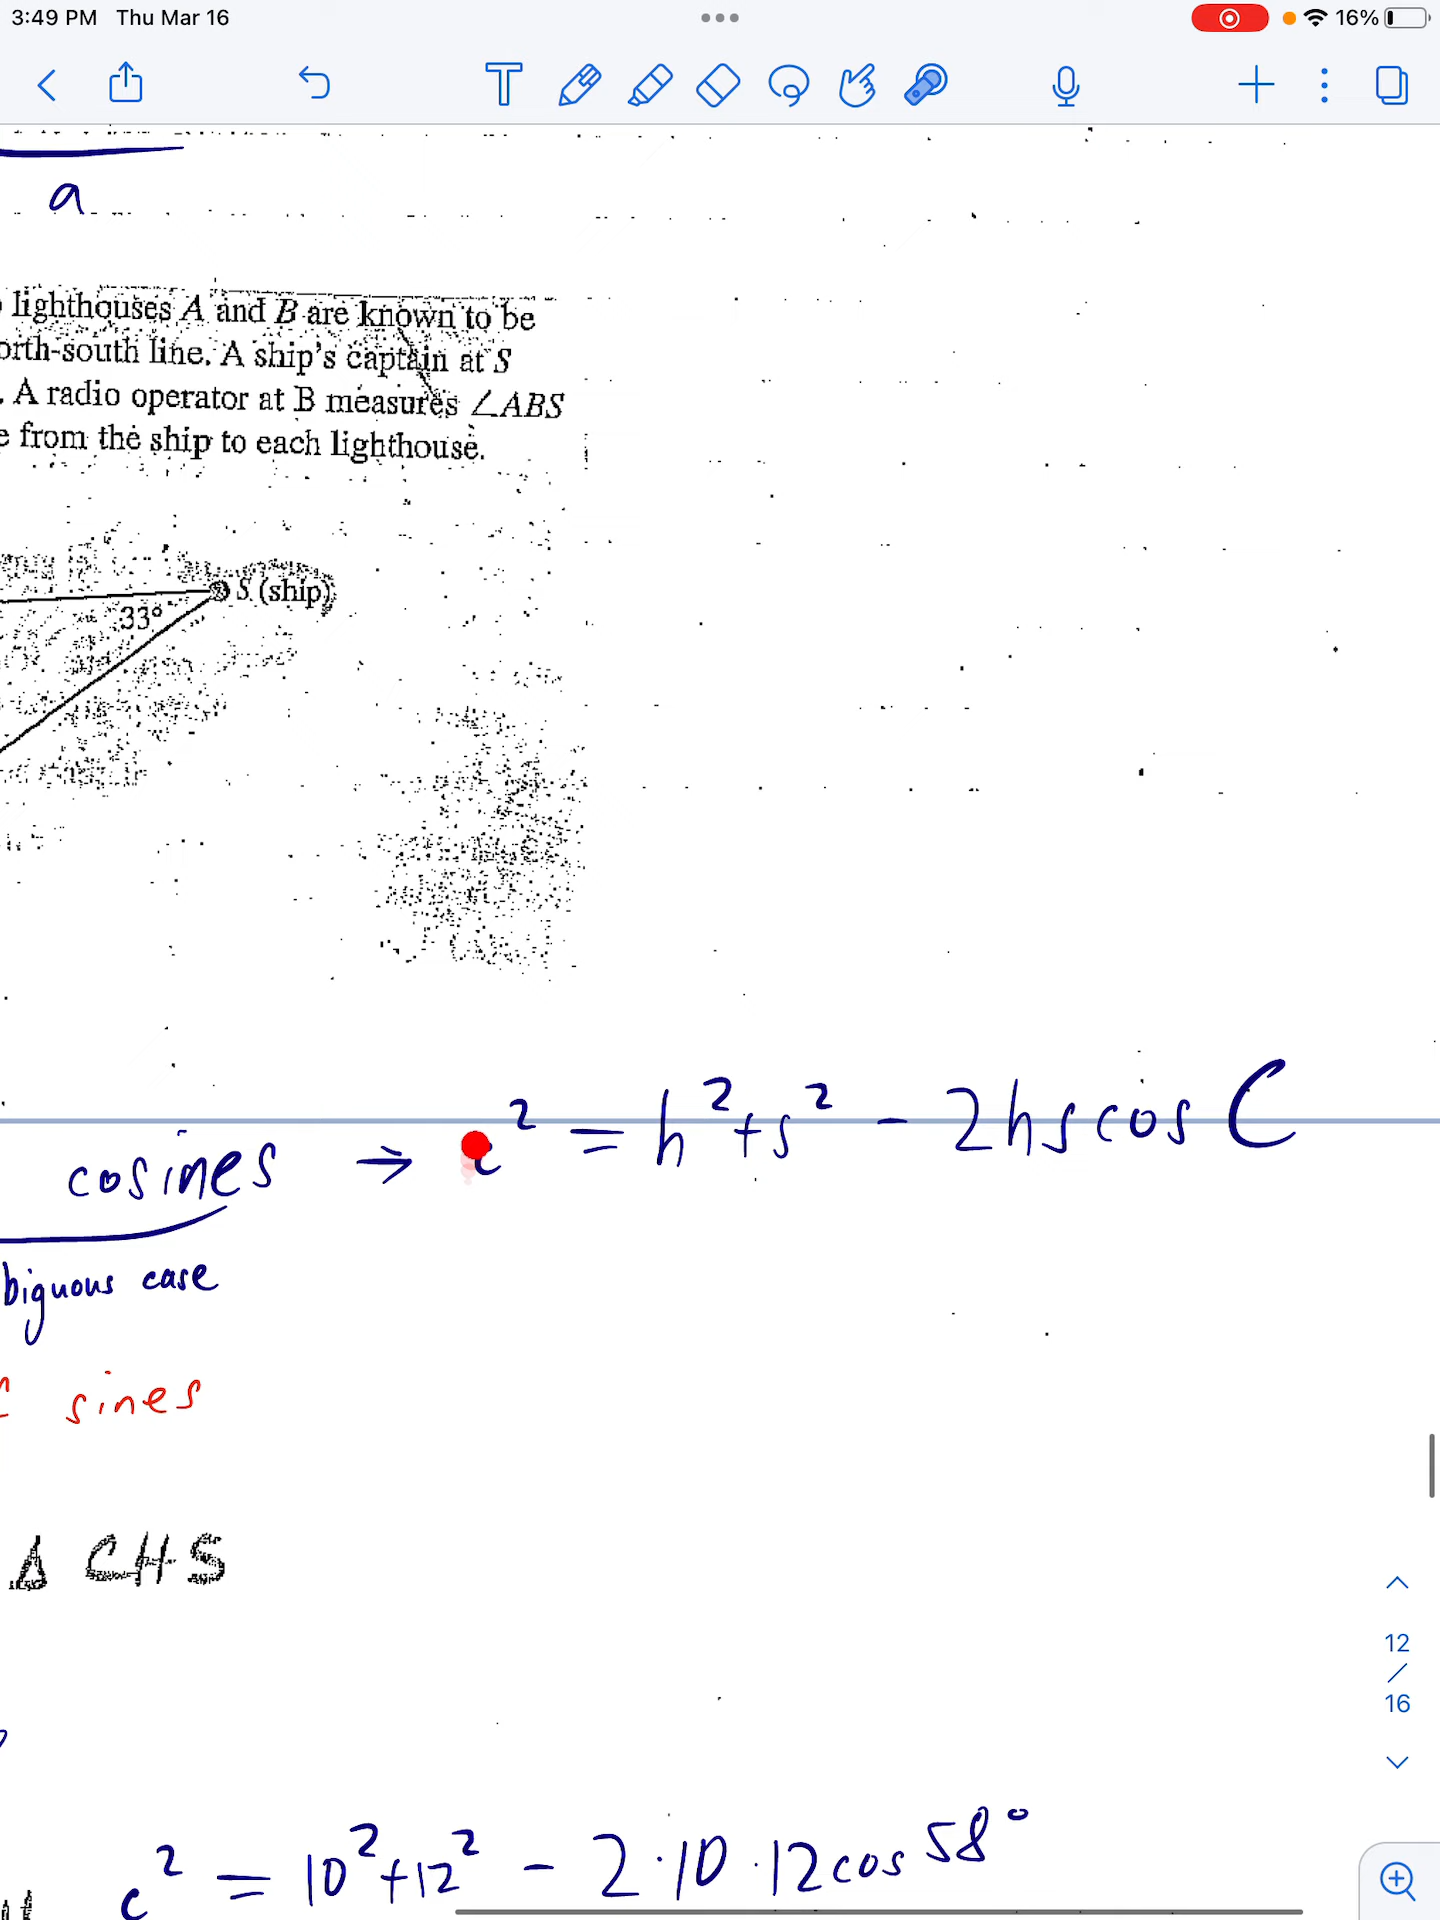 3:49 PM Thu Mar 16
16%
a
lighthouses A and B are known to be
orth-south line. A ship's captain at S
. A radio operator at B measures ∠ABS
e from the ship to each lighthouse.
S (ship)
33°
cosines → c² = h² + s² - 2hs cos C
biguous case
sines
Δ CHS
12
/
16
c² = 10² + 12² - 2·10·12 cos 58°